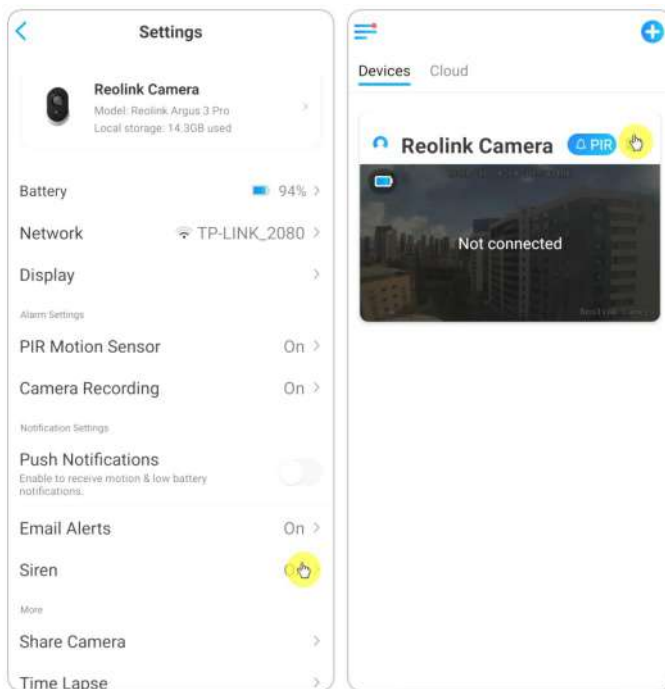 Settings
Reolink Camera
Model: Reolink Argus 3 Pro
Local storage: 14.3GB used
Battery
94%
Network
TP-LINK_2080
Display
Alarm Settings
PIR Motion Sensor
On
Camera Recording
On
Notification Settings
Push Notifications
Enable to receive motion & low battery
notifications.
Email Alerts
On
Siren
More
Share Camera
Time Lapse
Devices Cloud
Reolink Camera
PIR
Not connected